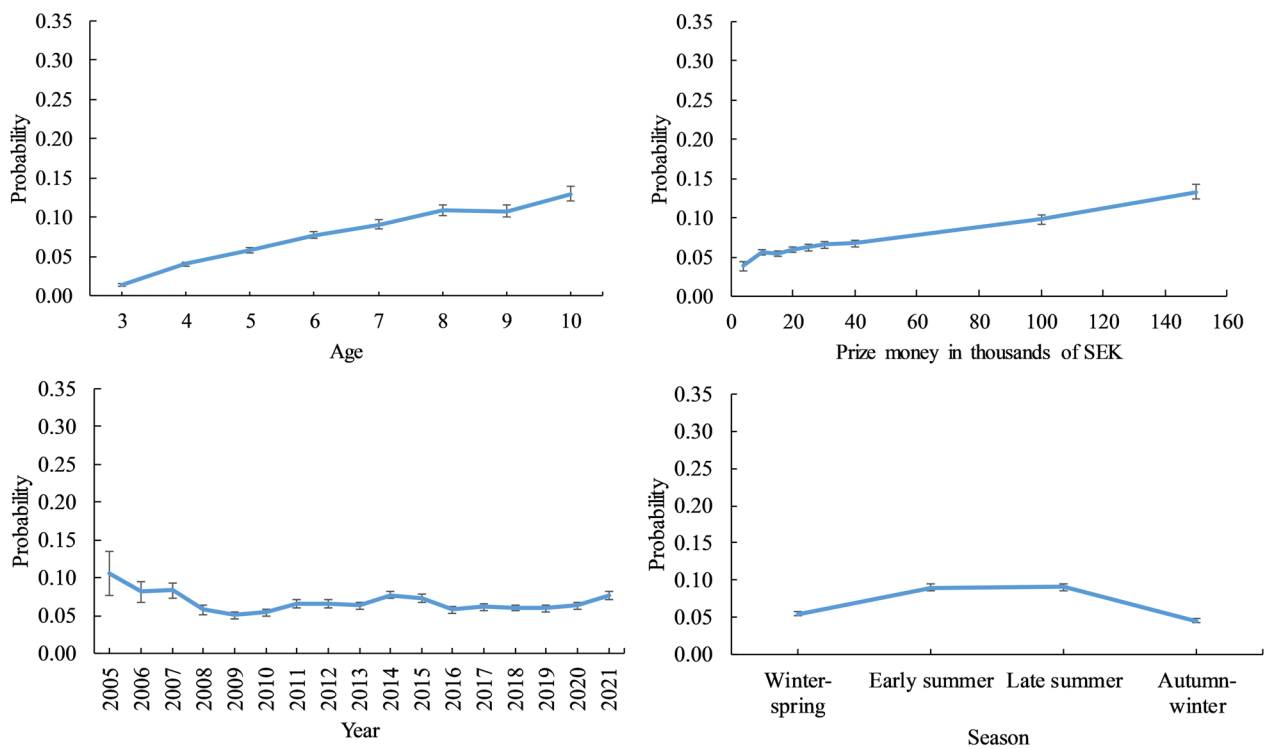 0.35
0.30
0.25
0.20
0.15
0.10
0.05
0.00
Probability
3 4 5 6 7 8 9 10
Age
0.35
0.30
0.25
0.20
0.15
0.10
0.05
0.00
Probability
0 20 40 60 80 100 120 140 160
Prize money in thousands of SEK
0.35
0.30
0.25
0.20
0.15
0.10
0.05
0.00
Probability
2005 2006 2007 2008 2009 2010 2011 2012 2013 2014 2015 2016 2017 2018 2019 2020 2021
Year
0.35
0.30
0.25
0.20
0.15
0.10
0.05
0.00
Probability
Winter-
spring
Early summer
Late summer
Autumn-
winter
Season